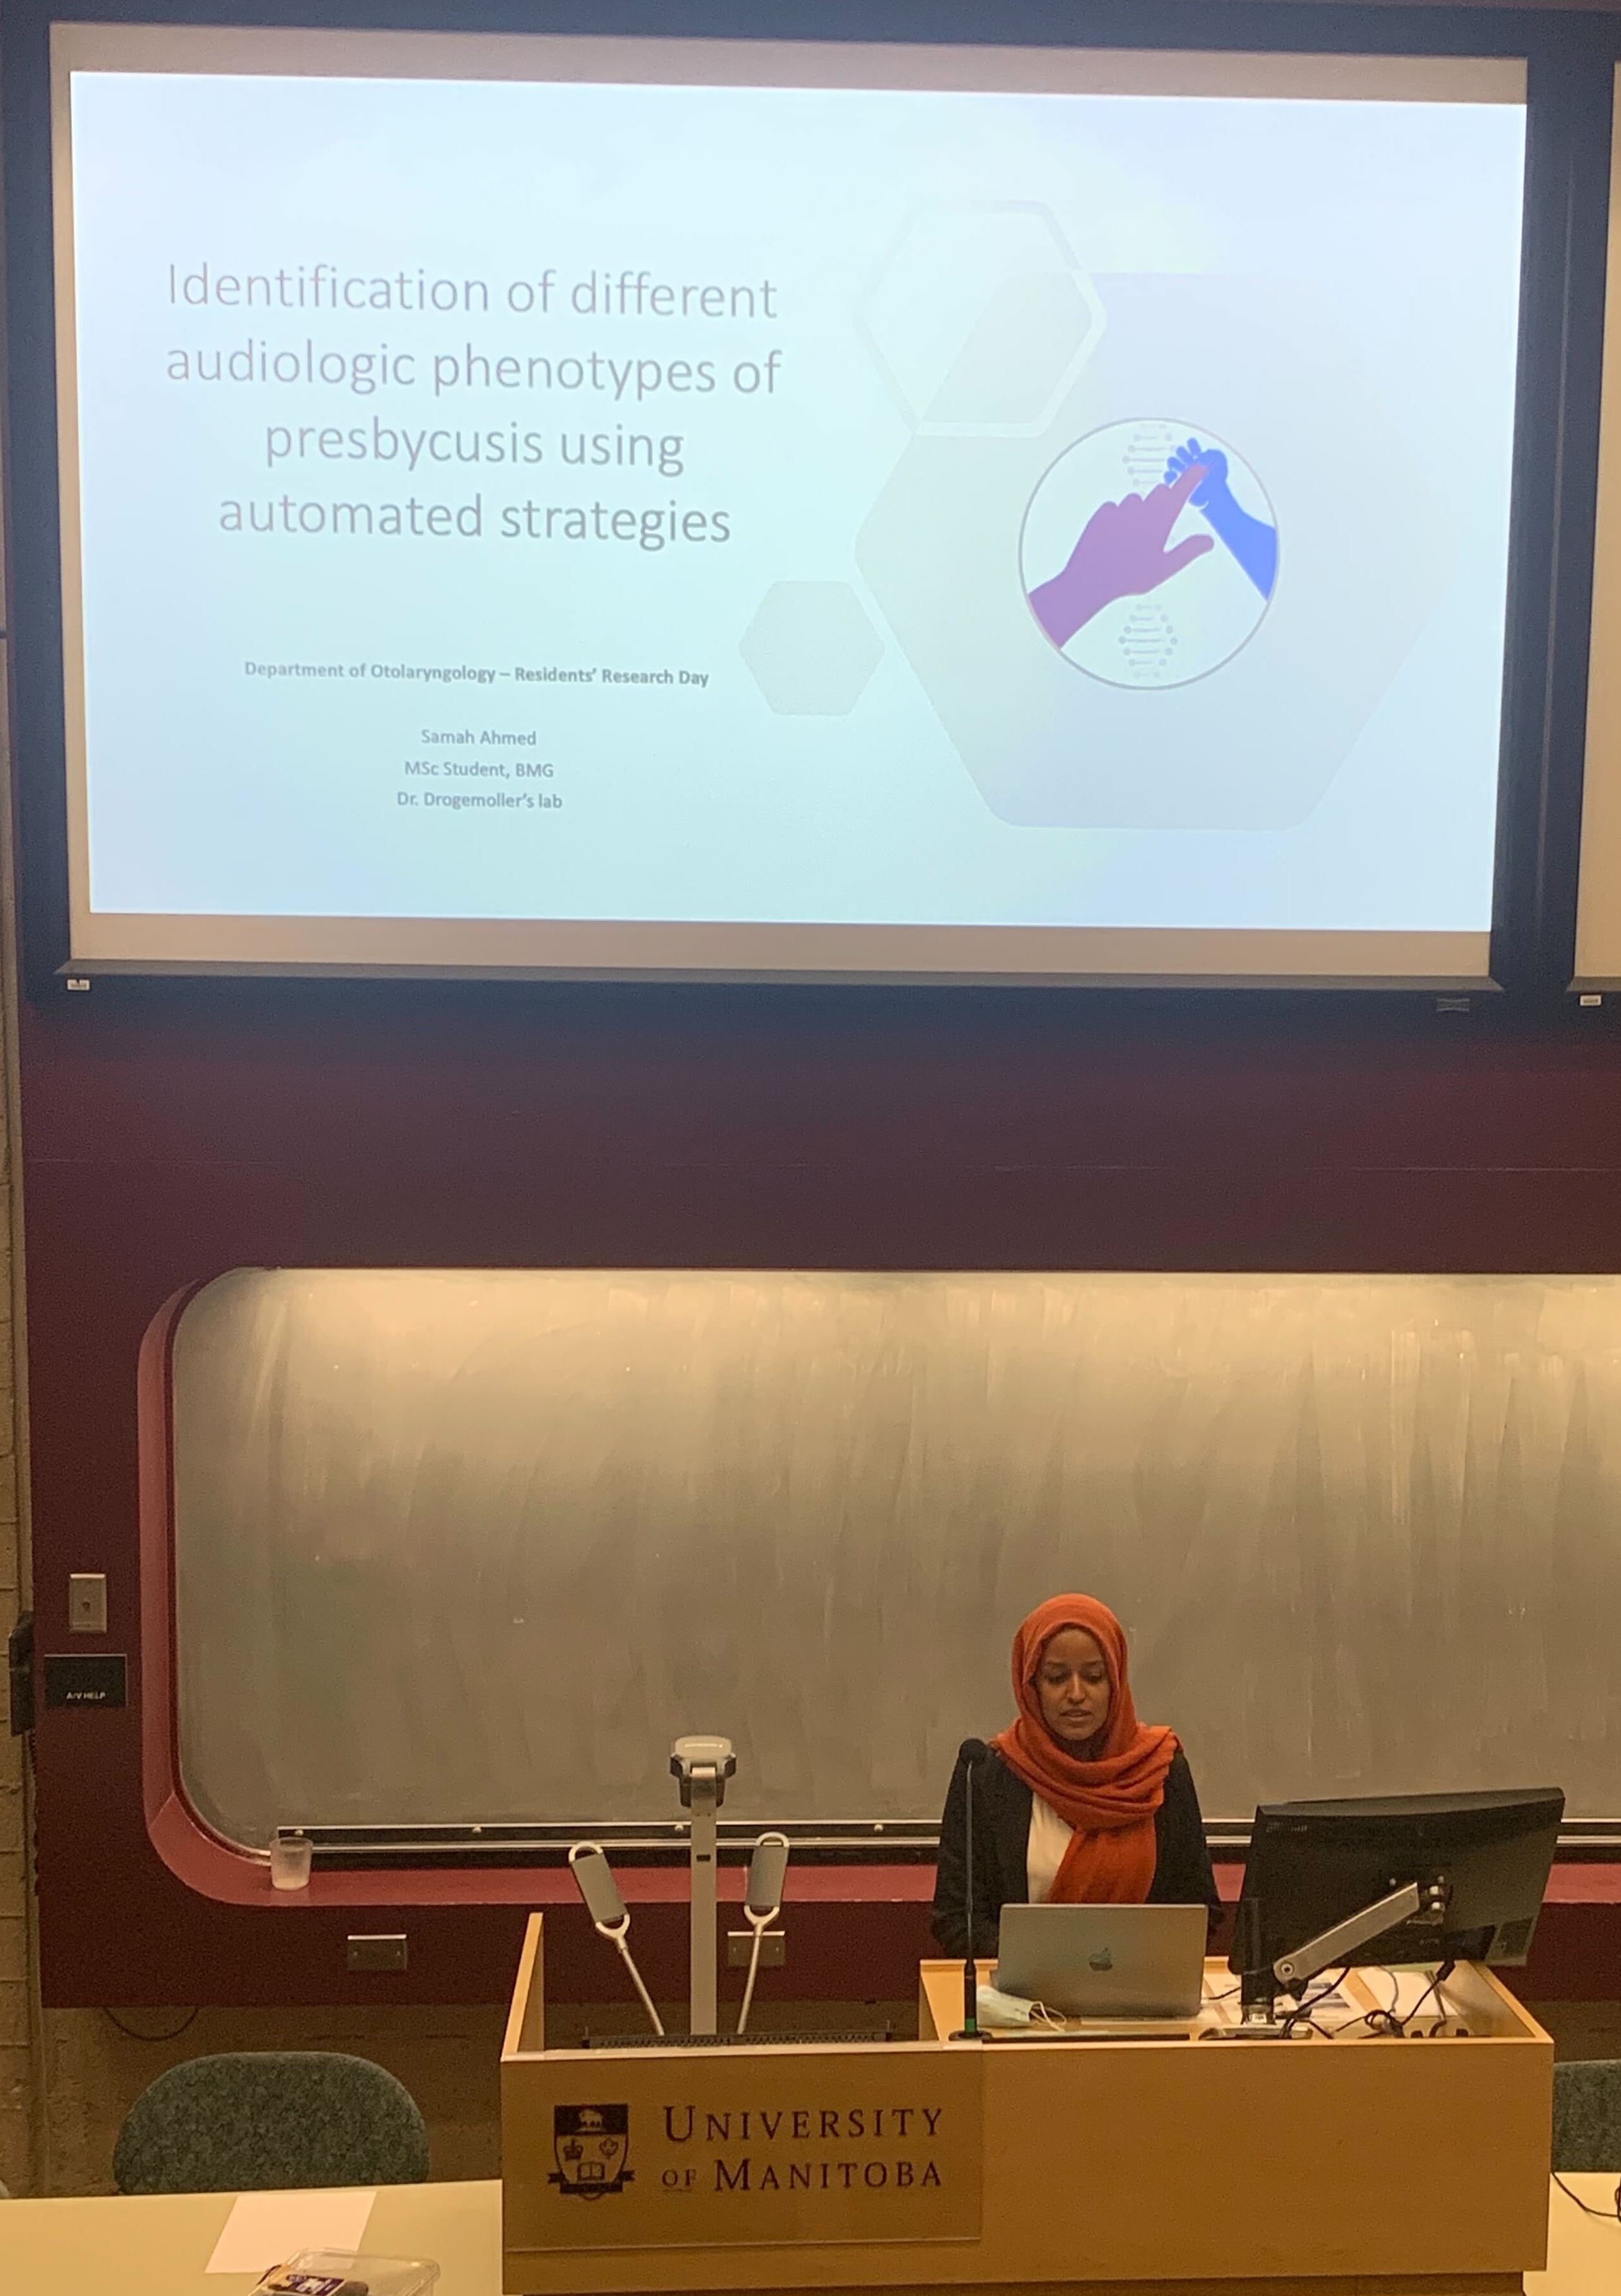 Identification of different
audiologic phenotypes of
presbycusis using
automated strategies
Department of Otolaryngology – Residents' Research Day
Samah Ahmed
MSc Student, BMG
Dr. Drogemoller's lab
A/V HELP
UNIVERSITY
OF MANITOBA